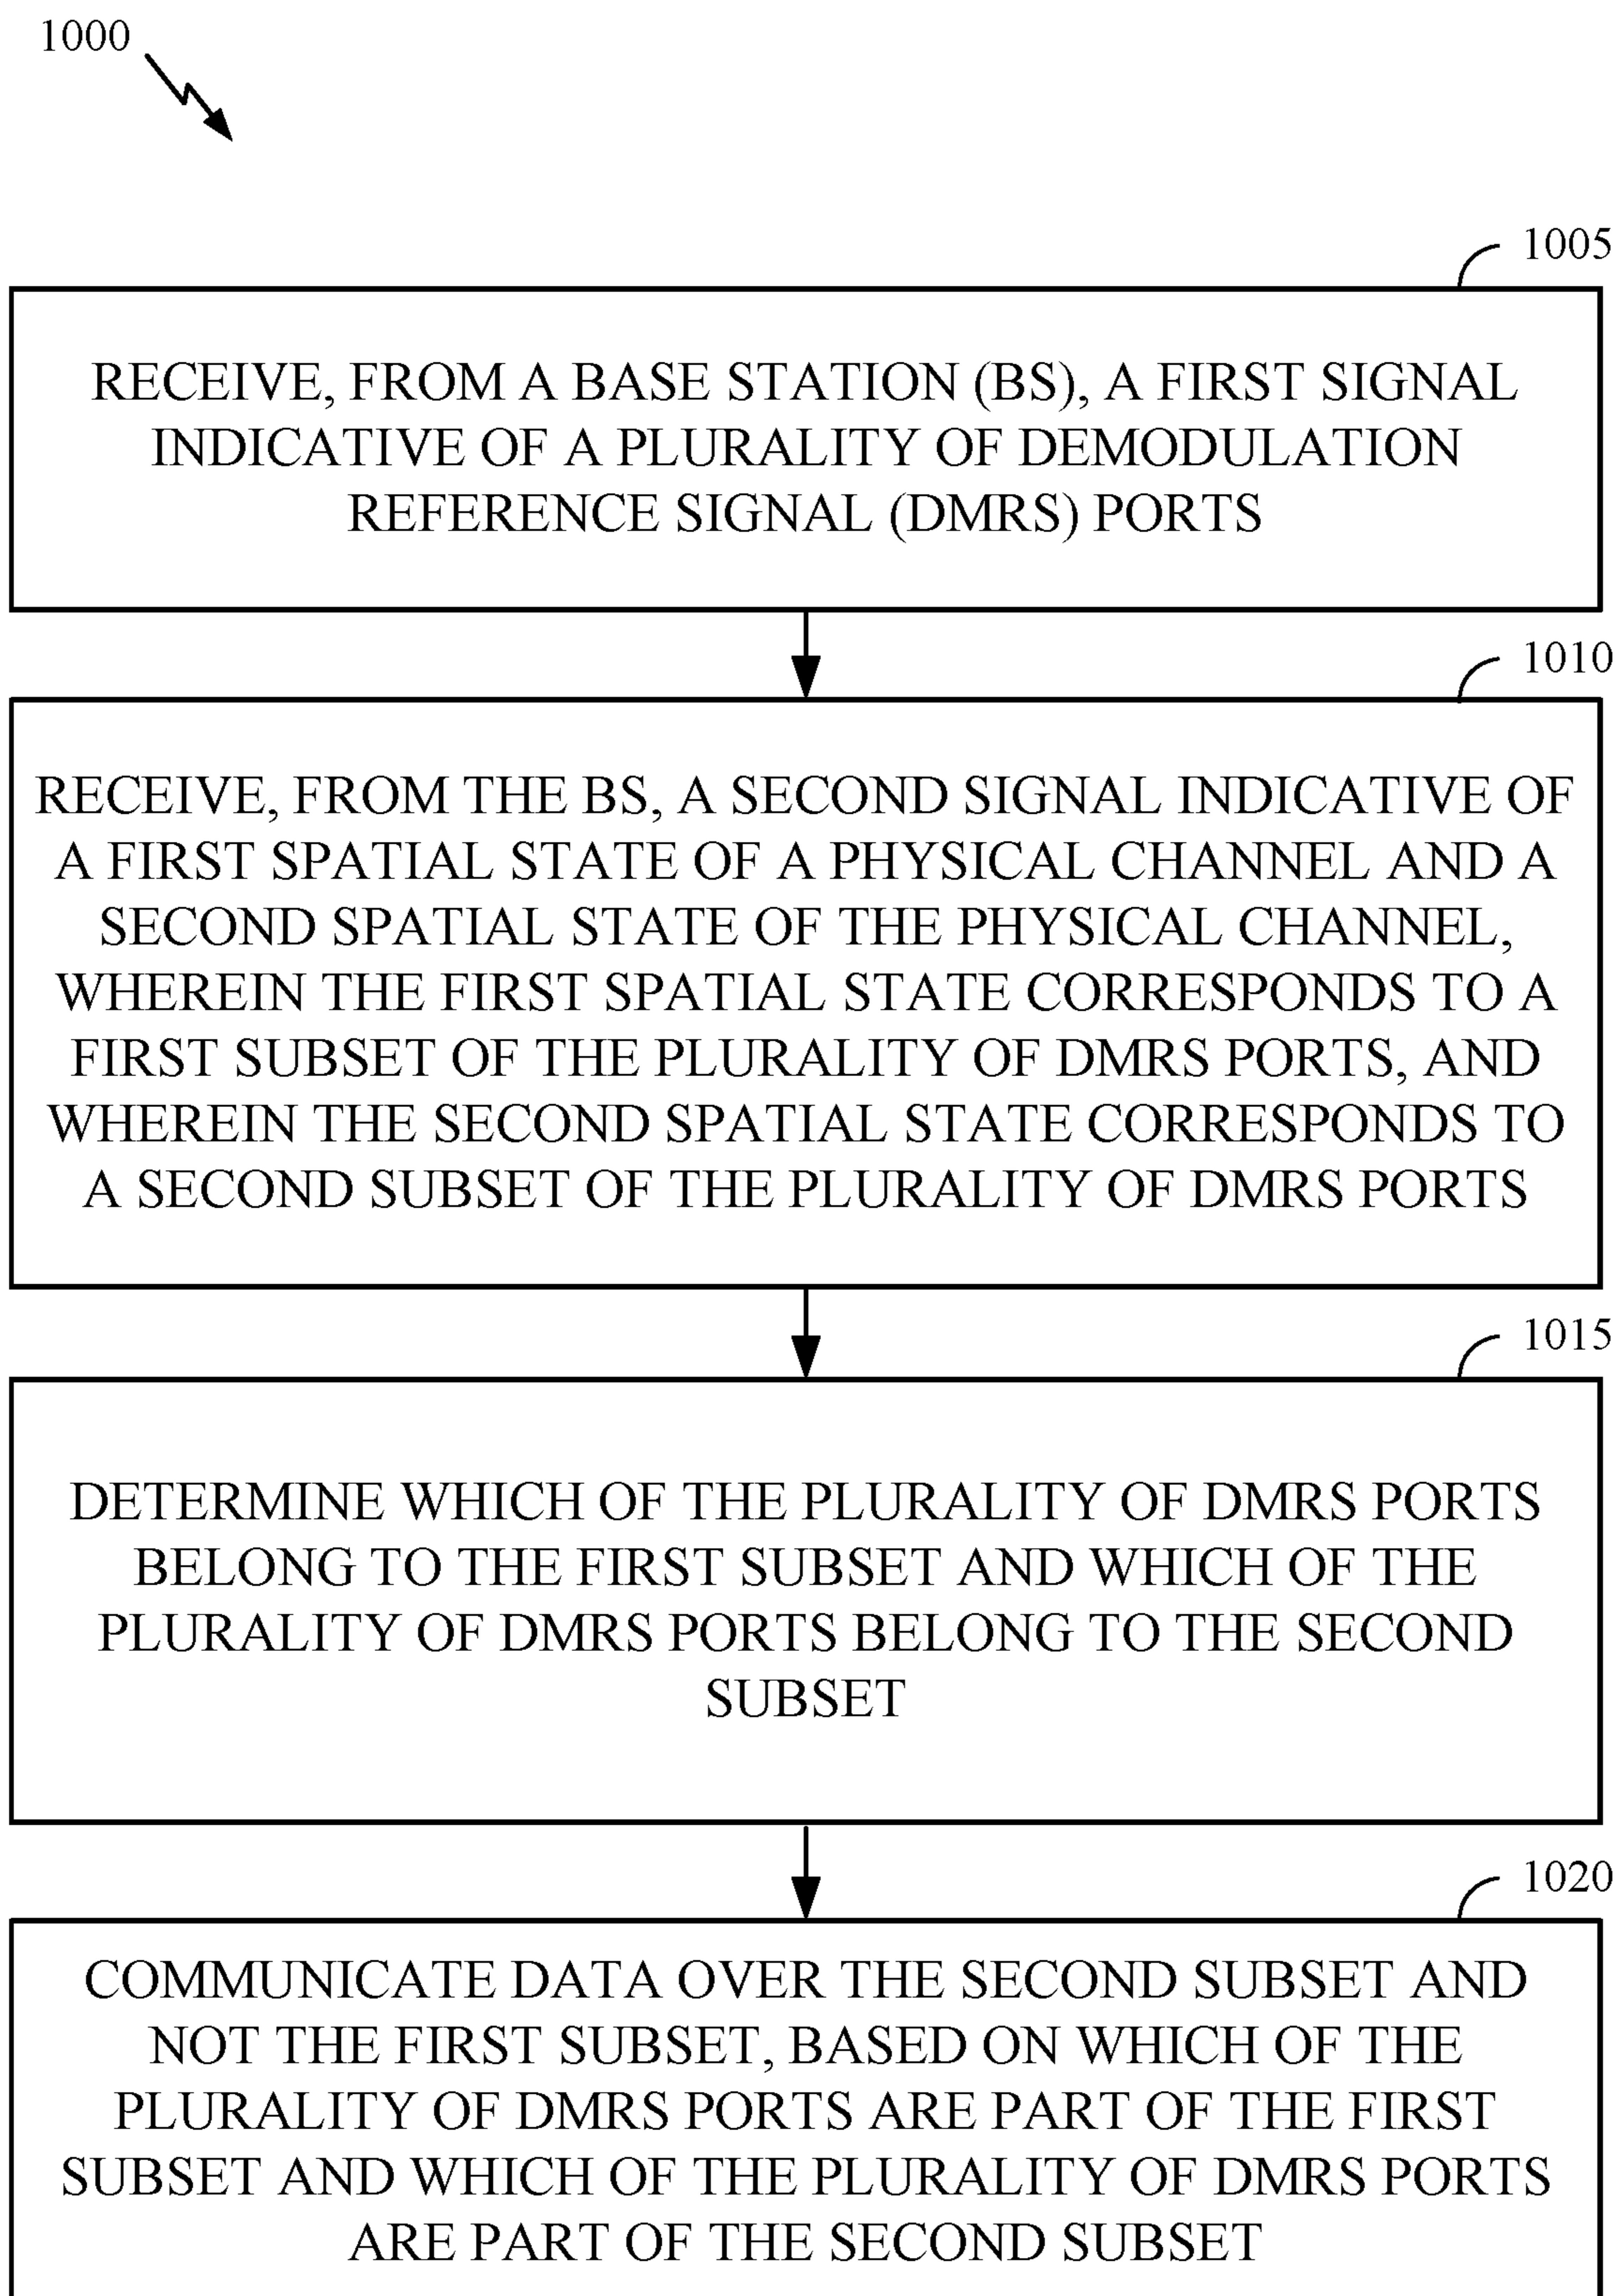 1000
1005
RECEIVE, FROM A BASE STATION (BS), A FIRST SIGNAL
INDICATIVE OF A PLURALITY OF DEMODULATION
REFERENCE SIGNAL (DMRS) PORTS
1010
RECEIVE, FROM THE BS, A SECOND SIGNAL INDICATIVE OF
A FIRST SPATIAL STATE OF A PHYSICAL CHANNEL AND A
SECOND SPATIAL STATE OF THE PHYSICAL CHANNEL,
WHEREIN THE FIRST SPATIAL STATE CORRESPONDS TO A
FIRST SUBSET OF THE PLURALITY OF DMRS PORTS, AND
WHEREIN THE SECOND SPATIAL STATE CORRESPONDS TO
A SECOND SUBSET OF THE PLURALITY OF DMRS PORTS
1015
DETERMINE WHICH OF THE PLURALITY OF DMRS PORTS
BELONG TO THE FIRST SUBSET AND WHICH OF THE
PLURALITY OF DMRS PORTS BELONG TO THE SECOND
SUBSET
1020
COMMUNICATE DATA OVER THE SECOND SUBSET AND
NOT THE FIRST SUBSET, BASED ON WHICH OF THE
PLURALITY OF DMRS PORTS ARE PART OF THE FIRST
SUBSET AND WHICH OF THE PLURALITY OF DMRS PORTS
ARE PART OF THE SECOND SUBSET